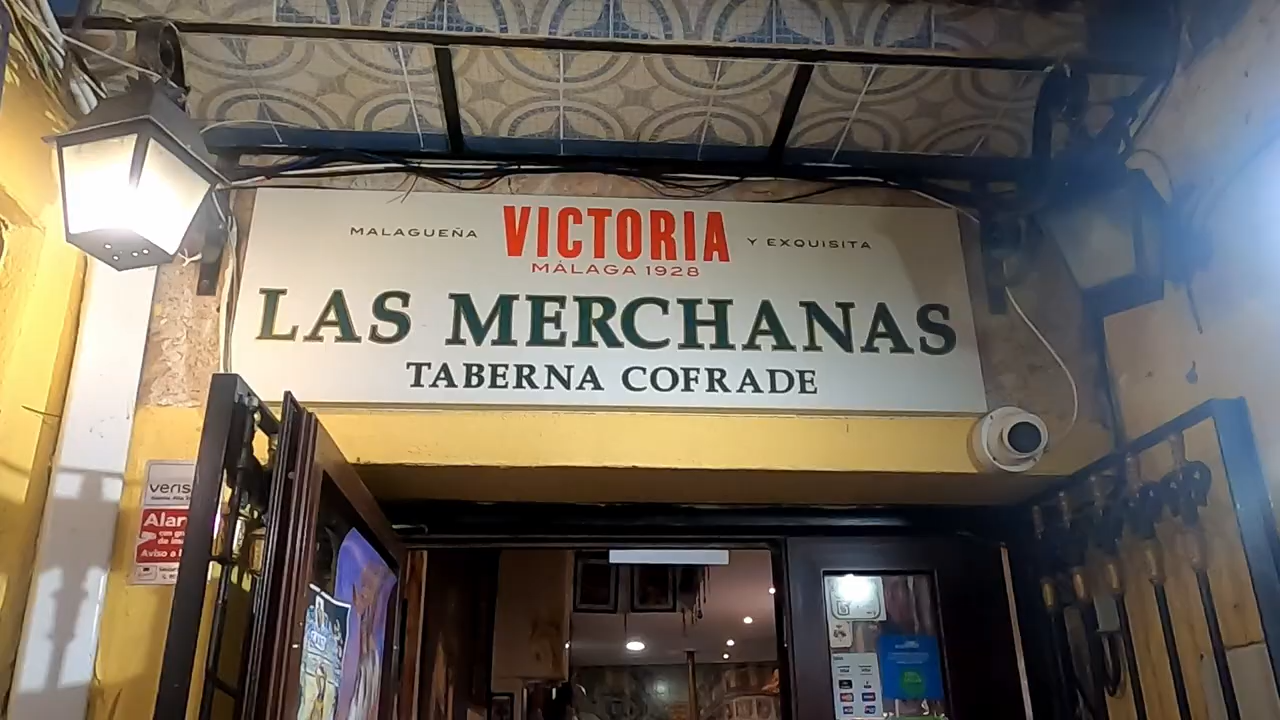 MALAGUEÑA VICTORIA Y EXQUISITA
MÁLAGA 1928
LAS MERCHANAS
TABERNA COFRADE